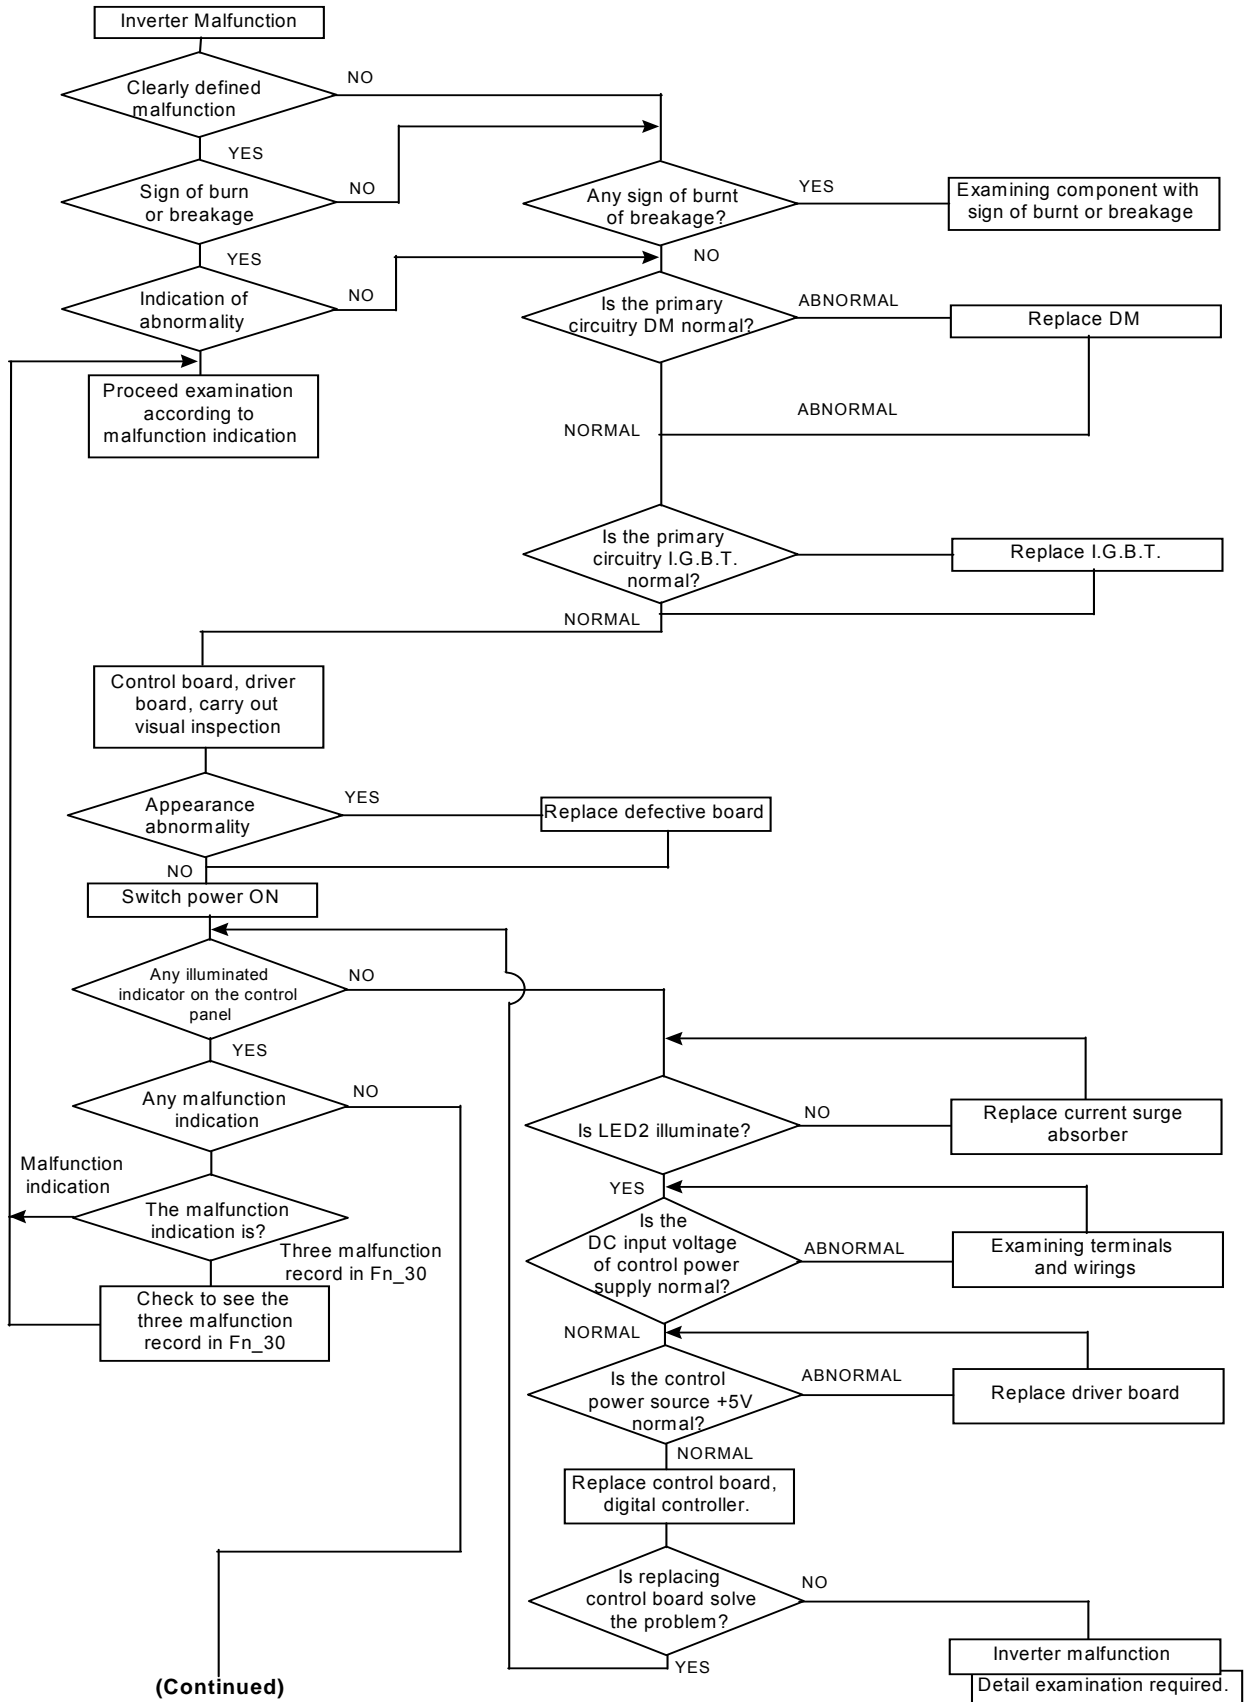 Inverter Malfunction
Clearly defined
malfunction
NO
YES
Sign of burn
or breakage
NO
YES
Indication of
abnormality
NO
Proceed examination
according to
malfunction indication
Any sign of burnt
of breakage?
YES
Examining component with
sign of burnt or breakage
NO
Is the primary
circuitry DM normal?
ABNORMAL
Replace DM
ABNORMAL
NORMAL
Is the primary
circuitry I.G.B.T.
normal?
Replace I.G.B.T.
NORMAL
Control board, driver
board, carry out
visual inspection
Appearance
abnormality
YES
Replace defective board
NO
Switch power ON
Any illuminated
indicator on the control
panel
NO
YES
Any malfunction
indication
NO
Malfunction
indication
The malfunction
indication is?
Three malfunction
record in Fn_30
Check to see the
three malfunction
record in Fn_30
Is LED2 illuminate?
NO
Replace current surge
absorber
YES
Is the
DC input voltage
of control power
supply normal?
ABNORMAL
Examining terminals
and wirings
NORMAL
Is the control
power source +5V
normal?
ABNORMAL
Replace driver board
NORMAL
Replace control board,
digital controller.
Is replacing
control board solve
the problem?
NO
YES
Inverter malfunction
Detail examination required.
(Continued)